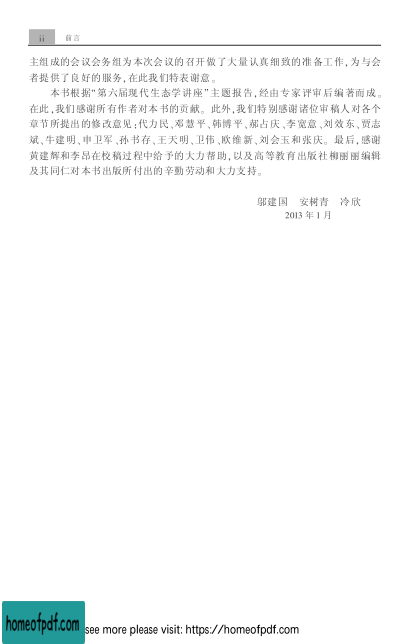 ii 前言
主组成的会议会务组为本次会议的召开做了大量认真细致的准备工作,为与会
者提供了良好的服务,在此我们特表谢意。
本书根据“第六届现代生态学讲座”主题报告,经由专家评审后编著而成。
在此,我们感谢所有作者对本书的贡献。此外,我们特别感谢诸位审稿人对各个
章节所提出的修改意见:代力民、邓慧平、韩博平、郝占庆、李宽意、刘效东、贾志
斌、牛建明、申卫军、孙书存、王天明、卫伟、欧维新、刘会玉和张庆。最后,感谢
黄建辉和李昂在校稿过程中给予的大力帮助,以及高等教育出版社柳丽丽编辑
及其同仁对本书出版所付出的辛勤劳动和大力支持。
邬建国 安树青 冷欣
2013 年 1 月
homeofpdf.com
see more please visit: https://homeofpdf.com